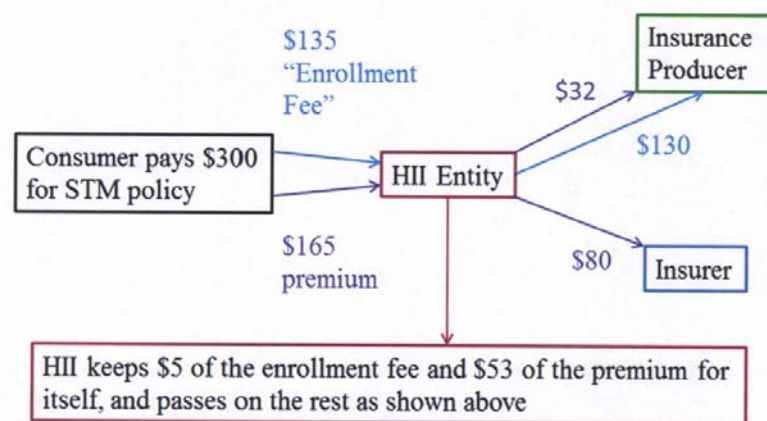 $135
“Enrollment
Fee”
Insurance
Producer
$32
$130
Consumer pays $300
for STM policy
HII Entity
$165
premium
$80
Insurer
HII keeps $5 of the enrollment fee and $53 of the premium for
itself, and passes on the rest as shown above